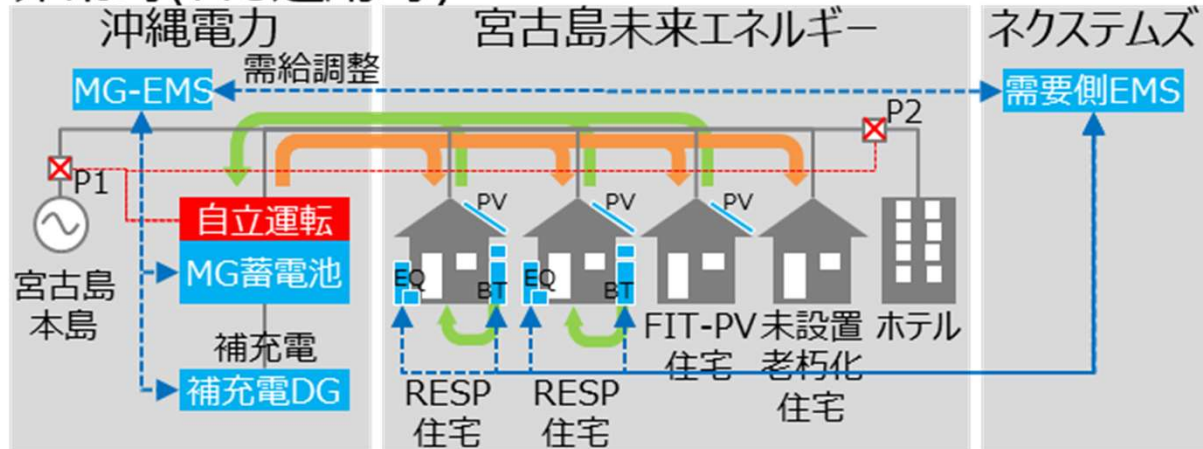 沖縄電力
宮古島未来エネルギー
ネクステムズ
需給調整
MG-EMS
需要側EMS
P2
P1
PV
PV
PV
自立運転
MG蓄電池
EQ
BT
EQ
BT
宮古島
本島
補充電
補充電DG
FIT-PV
住宅
未設置
老朽化
住宅
ホテル
RESP
住宅
RESP
住宅